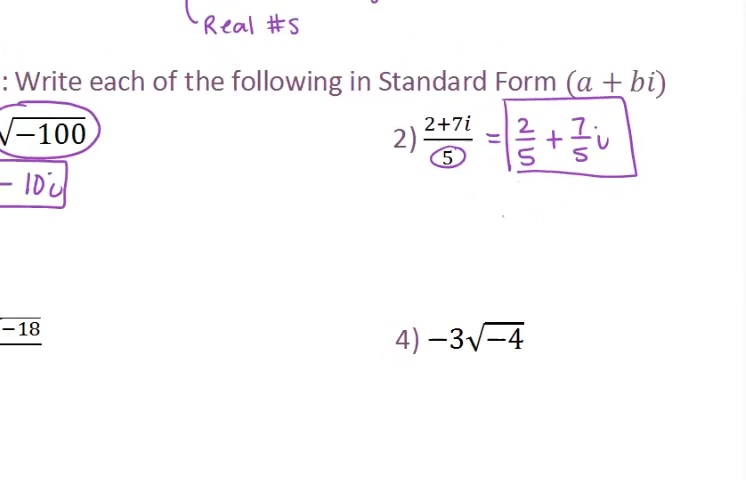 Real #s
: Write each of the following in Standard Form (a + bi)
√−100
− 10i
2) (2+7i)/5 = 2/5 + 7/5 i
−18
4) −3√−4